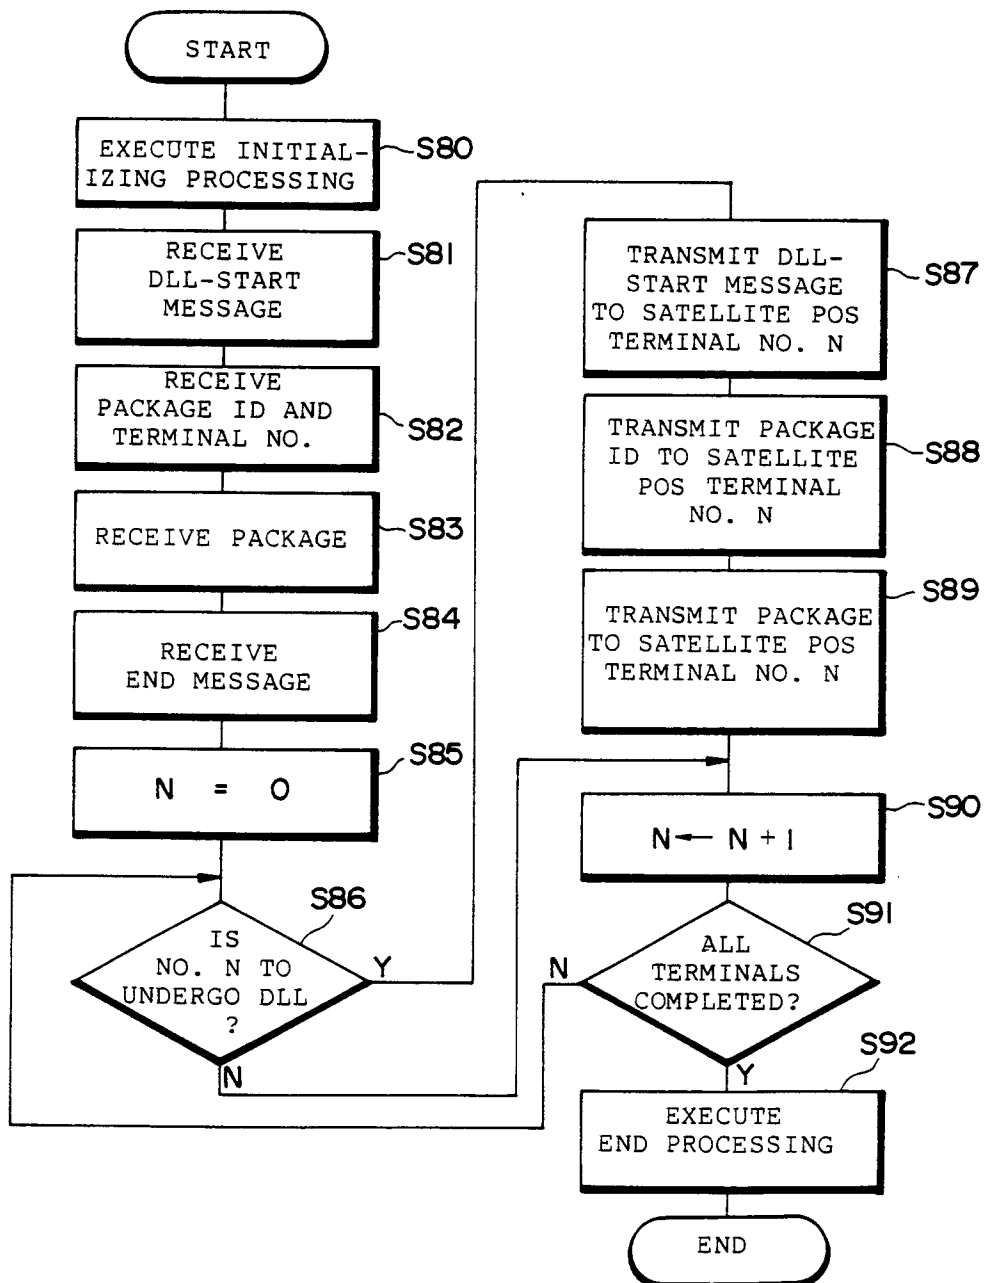 START
EXECUTE INITIAL-
IZING PROCESSING
S80
RECEIVE
DLL-START
MESSAGE
S81
RECEIVE
PACKAGE ID AND
TERMINAL NO.
S82
RECEIVE PACKAGE
S83
RECEIVE
END MESSAGE
S84
N = 0
S85
IS
NO. N TO
UNDERGO DLL
?
S86
Y
N
TRANSMIT DLL-
START MESSAGE
TO SATELLITE POS
TERMINAL NO. N
S87
TRANSMIT PACKAGE
ID TO SATELLITE
POS TERMINAL
NO. N
S88
TRANSMIT PACKAGE
TO SATELLITE POS
TERMINAL NO. N
S89
N ← N + 1
S90
ALL
TERMINALS
COMPLETED?
S91
N
Y
EXECUTE
END PROCESSING
S92
END